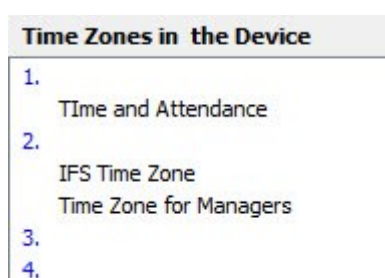 Time Zones in the Device
1.
TIme and Attendance
2.
IFS Time Zone
Time Zone for Managers
3.
4.